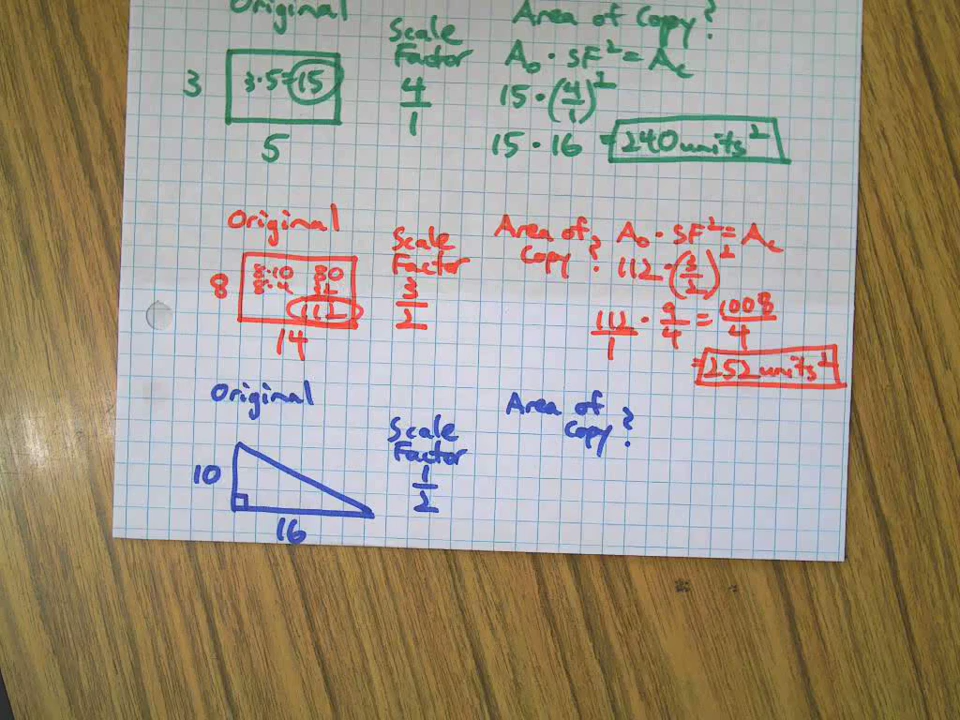 Original
Scale
Factor
4
1
Area of Copy?
A₀ · SF² = A꜀
3
3·5=15
5
15 · (4/1)²
15 · 16 = 240 units²
Original
Scale
Factor
3
2
Area of
Copy?
A₀ · SF² = A꜀
8
8·10 80
8·4 32
112
14
112 · (3/2)²
112/1 · 9/4 = 1008/4
= 252 units²
Original
Scale
Factor
1
2
Area of
Copy?
10
16